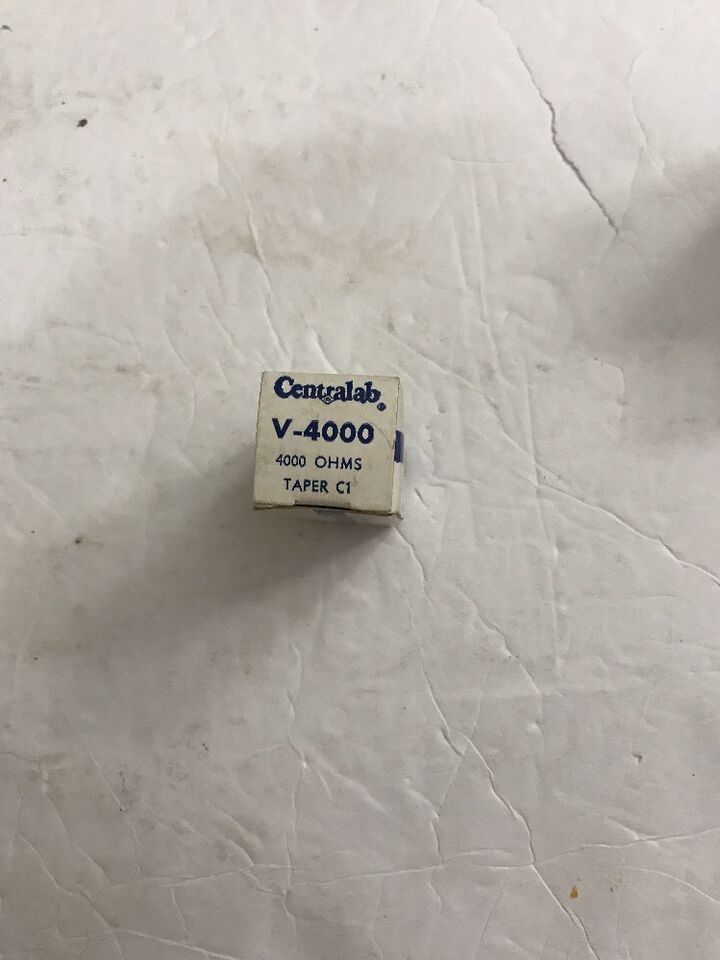 Centralab®
V-4000
4000 OHMS
TAPER C1